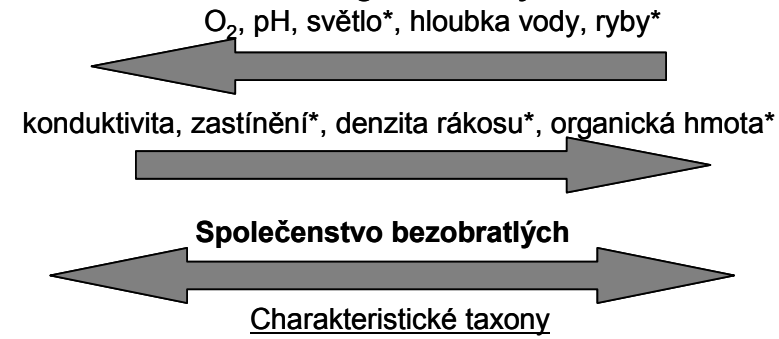 O₂, pH, světlo*, hloubka vody, ryby*
konduktivita, zastínění*, denzita rákosu*, organická hmota*
Společenstvo bezobratlých
Charakteristické taxony